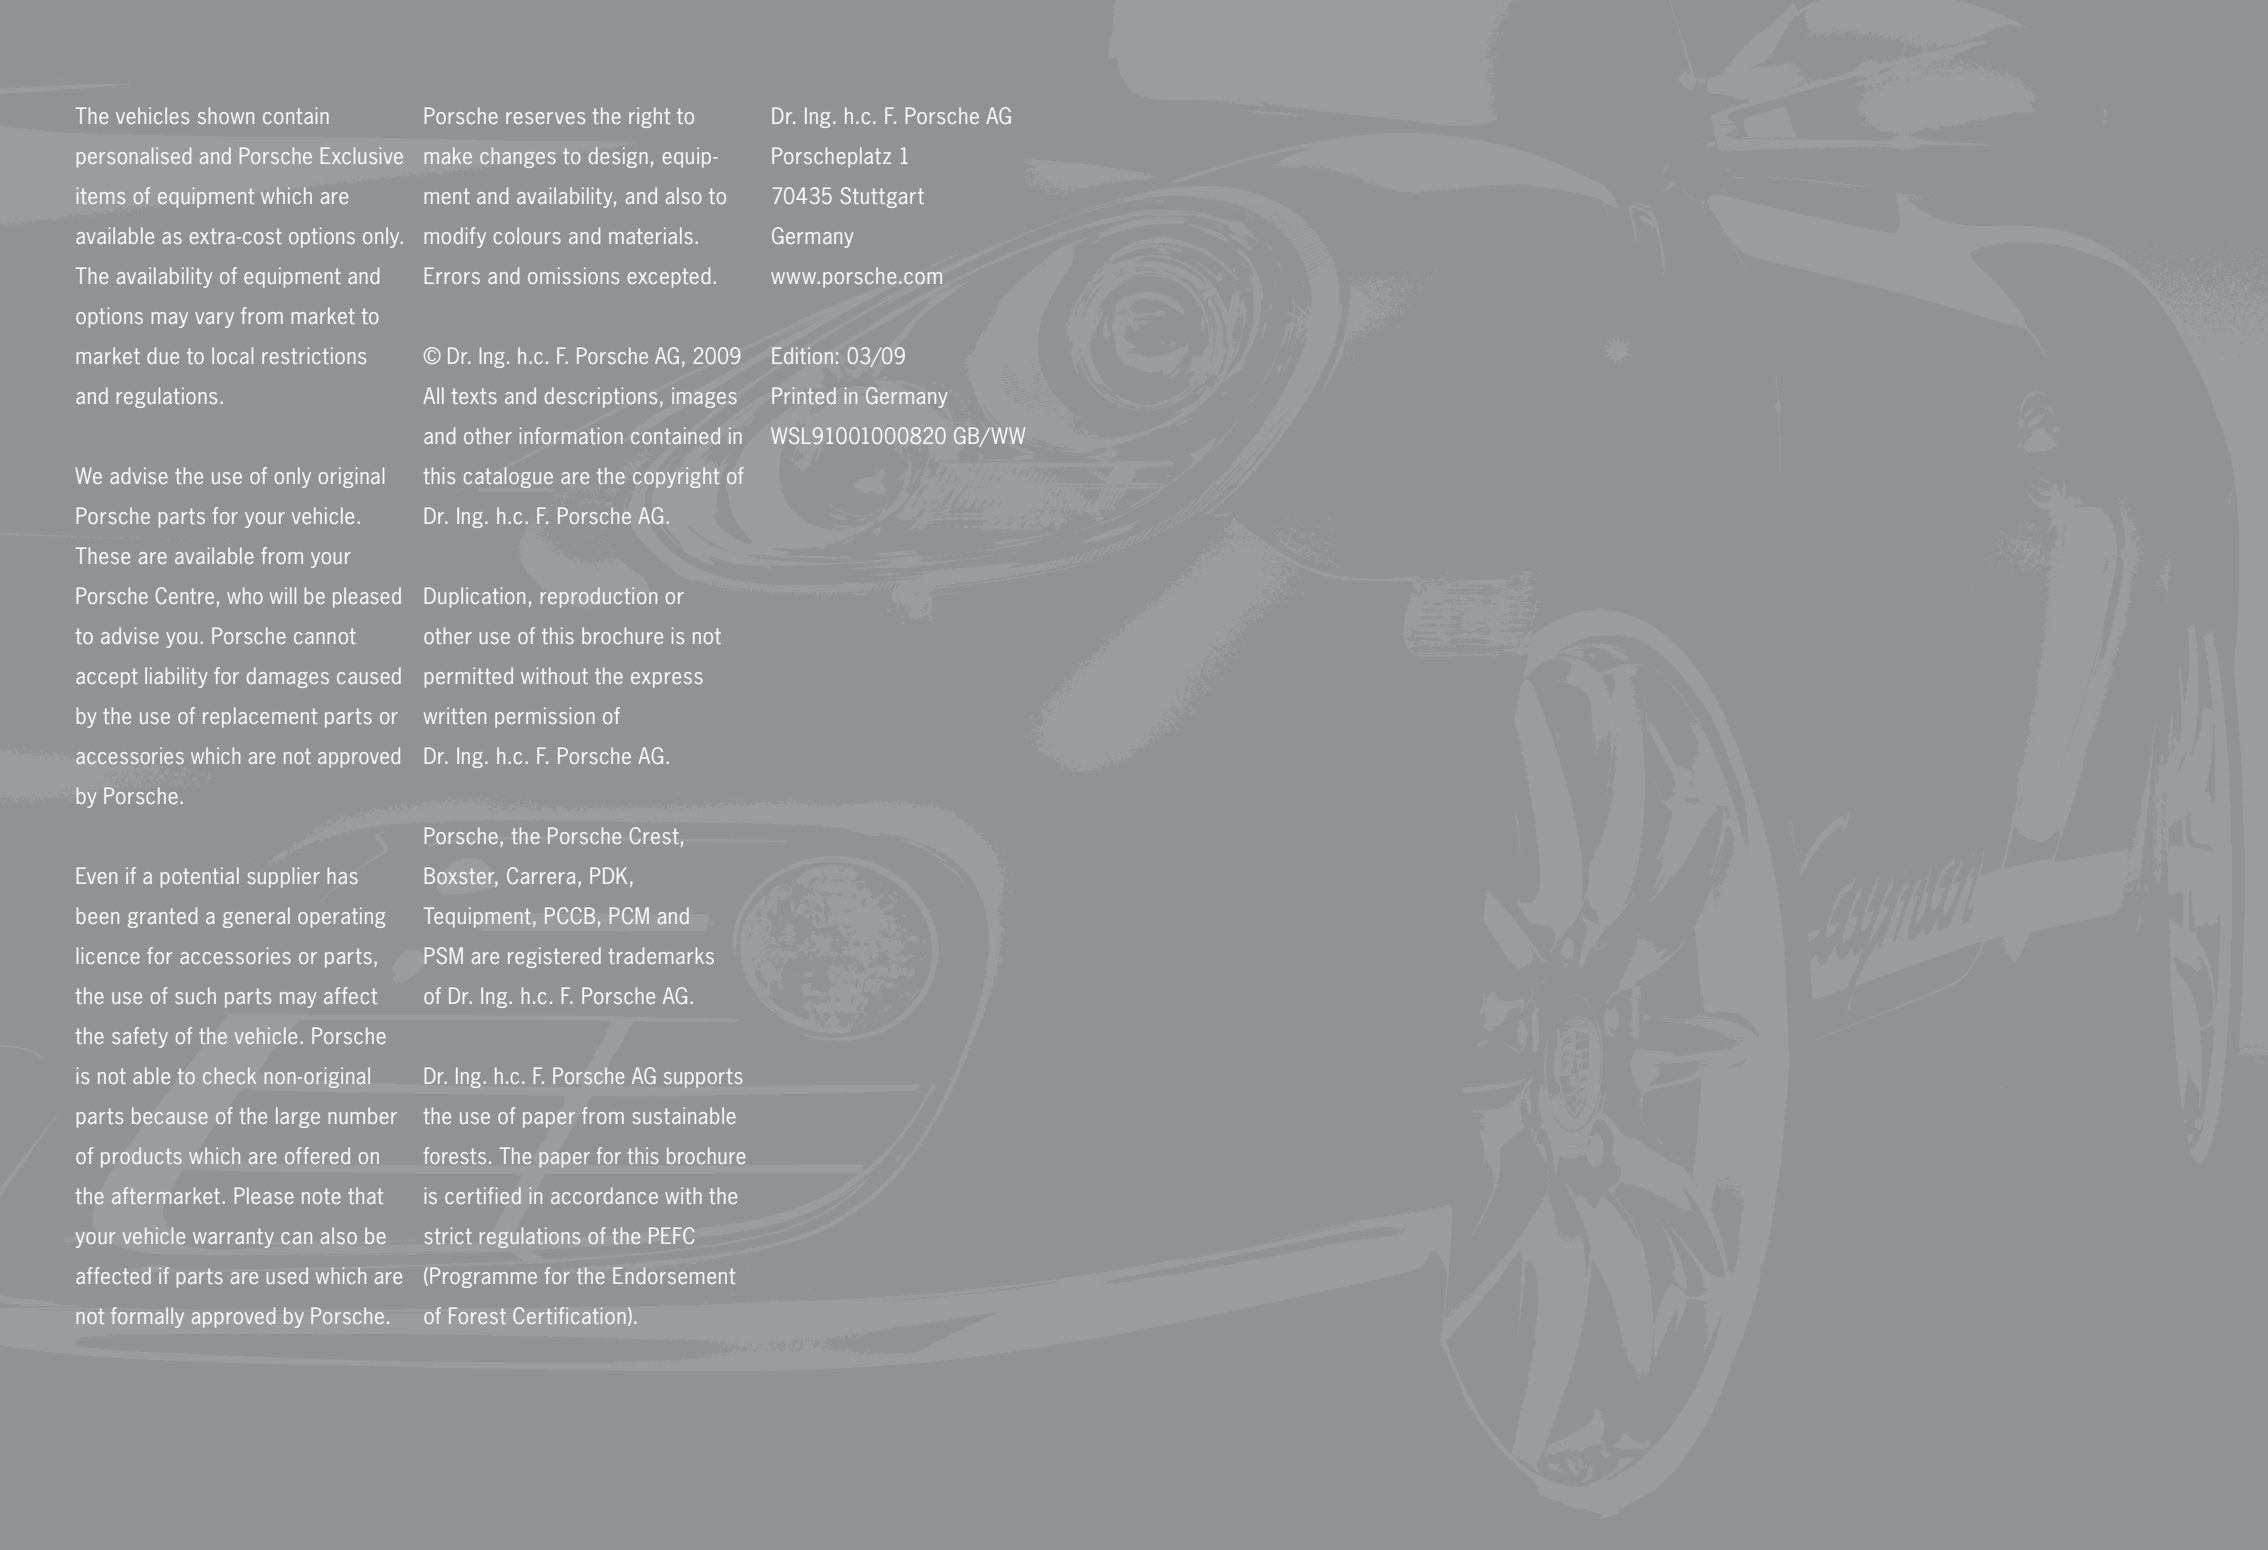 The vehicles shown contain
personalised and Porsche Exclusive
items of equipment which are
available as extra-cost options only.
The availability of equipment and
options may vary from market to
market due to local restrictions
and regulations.
We advise the use of only original
Porsche parts for your vehicle.
These are available from your
Porsche Centre, who will be pleased
to advise you. Porsche cannot
accept liability for damages caused
by the use of replacement parts or
accessories which are not approved
by Porsche.
Even if a potential supplier has
been granted a general operating
licence for accessories or parts,
the use of such parts may affect
the safety of the vehicle. Porsche
is not able to check non-original
parts because of the large number
of products which are offered on
the aftermarket. Please note that
your vehicle warranty can also be
affected if parts are used which are
not formally approved by Porsche.
Porsche reserves the right to
make changes to design, equip-
ment and availability, and also to
modify colours and materials.
Errors and omissions excepted.
© Dr. Ing. h.c. F. Porsche AG, 2009
All texts and descriptions, images
and other information contained in
this catalogue are the copyright of
Dr. Ing. h.c. F. Porsche AG.
Duplication, reproduction or
other use of this brochure is not
permitted without the express
written permission of
Dr. Ing. h.c. F. Porsche AG.
Porsche, the Porsche Crest,
Boxster, Carrera, PDK,
Tequipment, PCCB, PCM and
PSM are registered trademarks
of Dr. Ing. h.c. F. Porsche AG.
Dr. Ing. h.c. F. Porsche AG supports
the use of paper from sustainable
forests. The paper for this brochure
is certified in accordance with the
strict regulations of the PEFC
(Programme for the Endorsement
of Forest Certification).
Dr. Ing. h.c. F. Porsche AG
Porscheplatz 1
70435 Stuttgart
Germany
www.porsche.com
Edition: 03/09
Printed in Germany
WSL91001000820 GB/WW